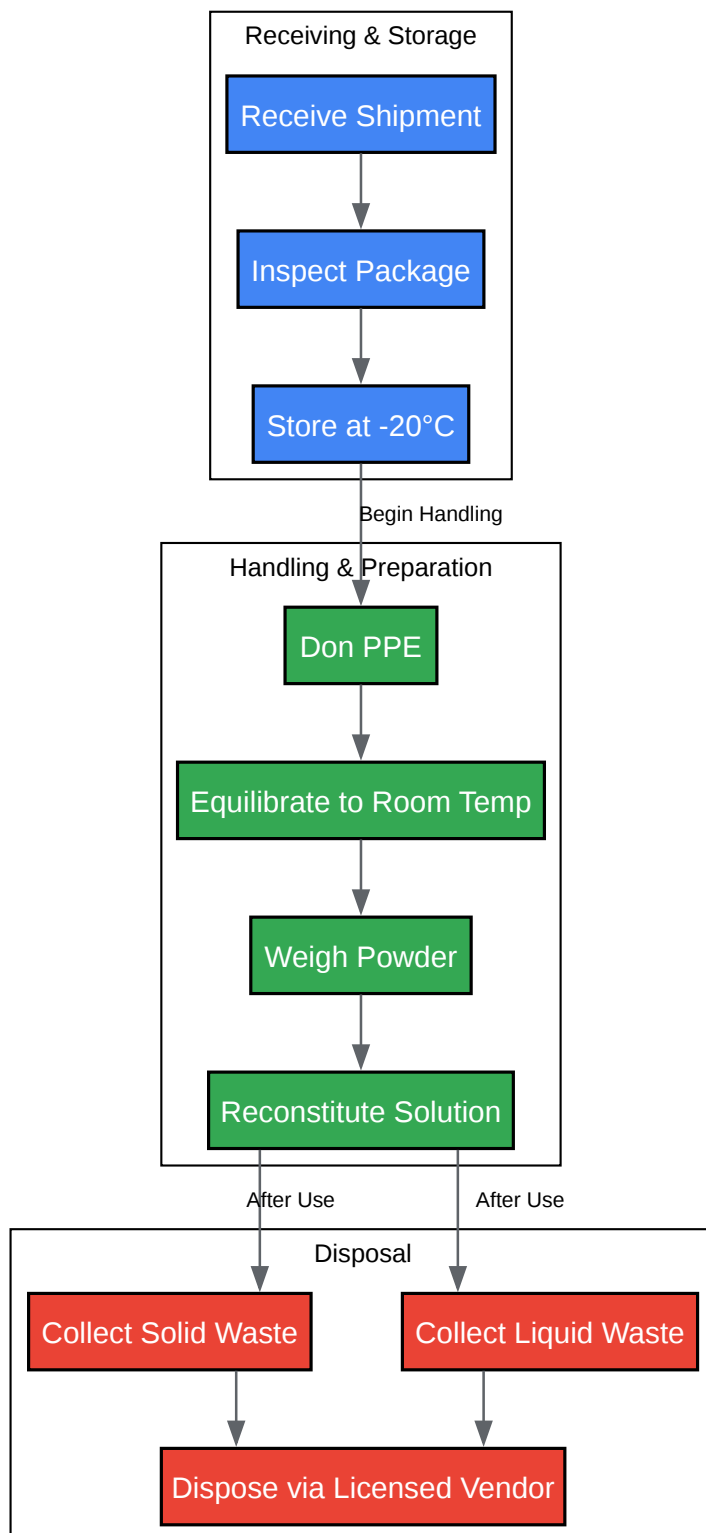 Receiving & Storage
Receive Shipment
Inspect Package
Store at -20°C
Begin Handling
Handling & Preparation
Don PPE
Equilibrate to Room Temp
Weigh Powder
Reconstitute Solution
After Use
After Use
Disposal
Collect Solid Waste
Collect Liquid Waste
Dispose via Licensed Vendor